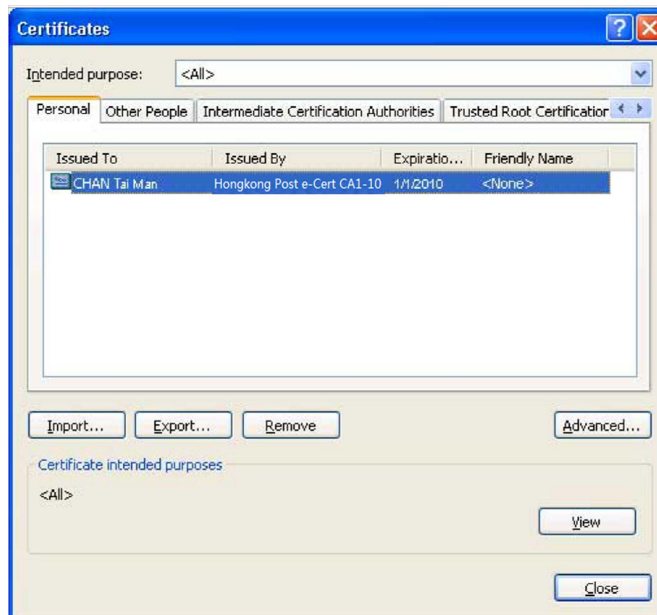 Certificates
Intended purpose: <All>
Personal Other People Intermediate Certification Authorities Trusted Root Certification
Issued To Issued By Expiratio... Friendly Name
CHAN Tai Man Hongkong Post e-Cert CA1-10 1/1/2010 <None>
Import... Export... Remove Advanced...
Certificate intended purposes
<All>
View
Close